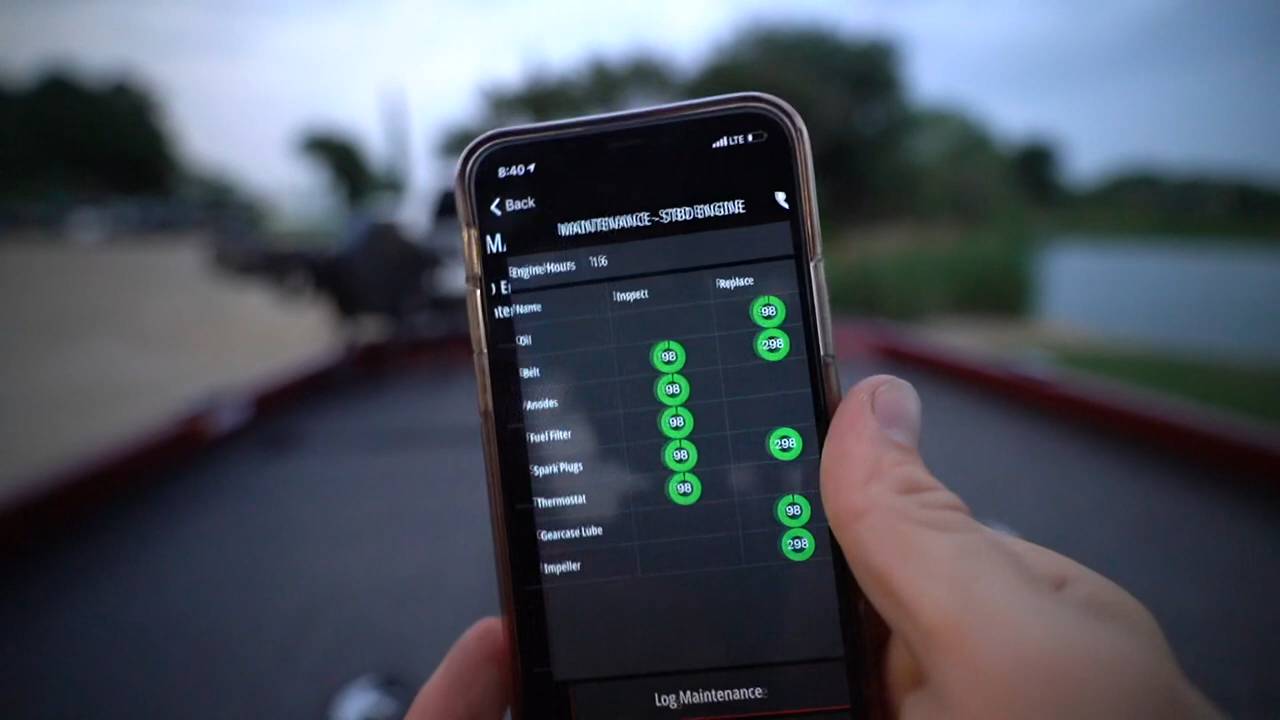 8:40 LTE
Back
MAINTENANCE - STBD ENGINE
Engine Hours
Name Inspect Replace
Oil 98
Belt 98 298
Anodes 98
Fuel Filter 98
Spark Plugs 98 298
Thermostat 98
Gearcase Lube 98
Impeller 298
Log Maintenance